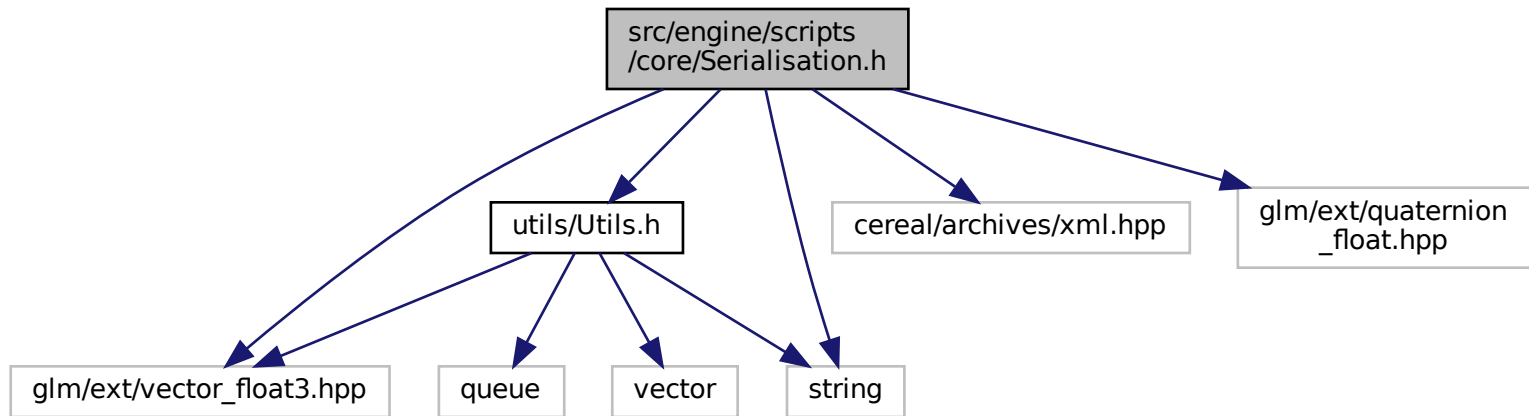 src/engine/scripts
/core/Serialisation.h
utils/Utils.h
cereal/archives/xml.hpp
glm/ext/quaternion
_float.hpp
glm/ext/vector_float3.hpp
queue
vector
string